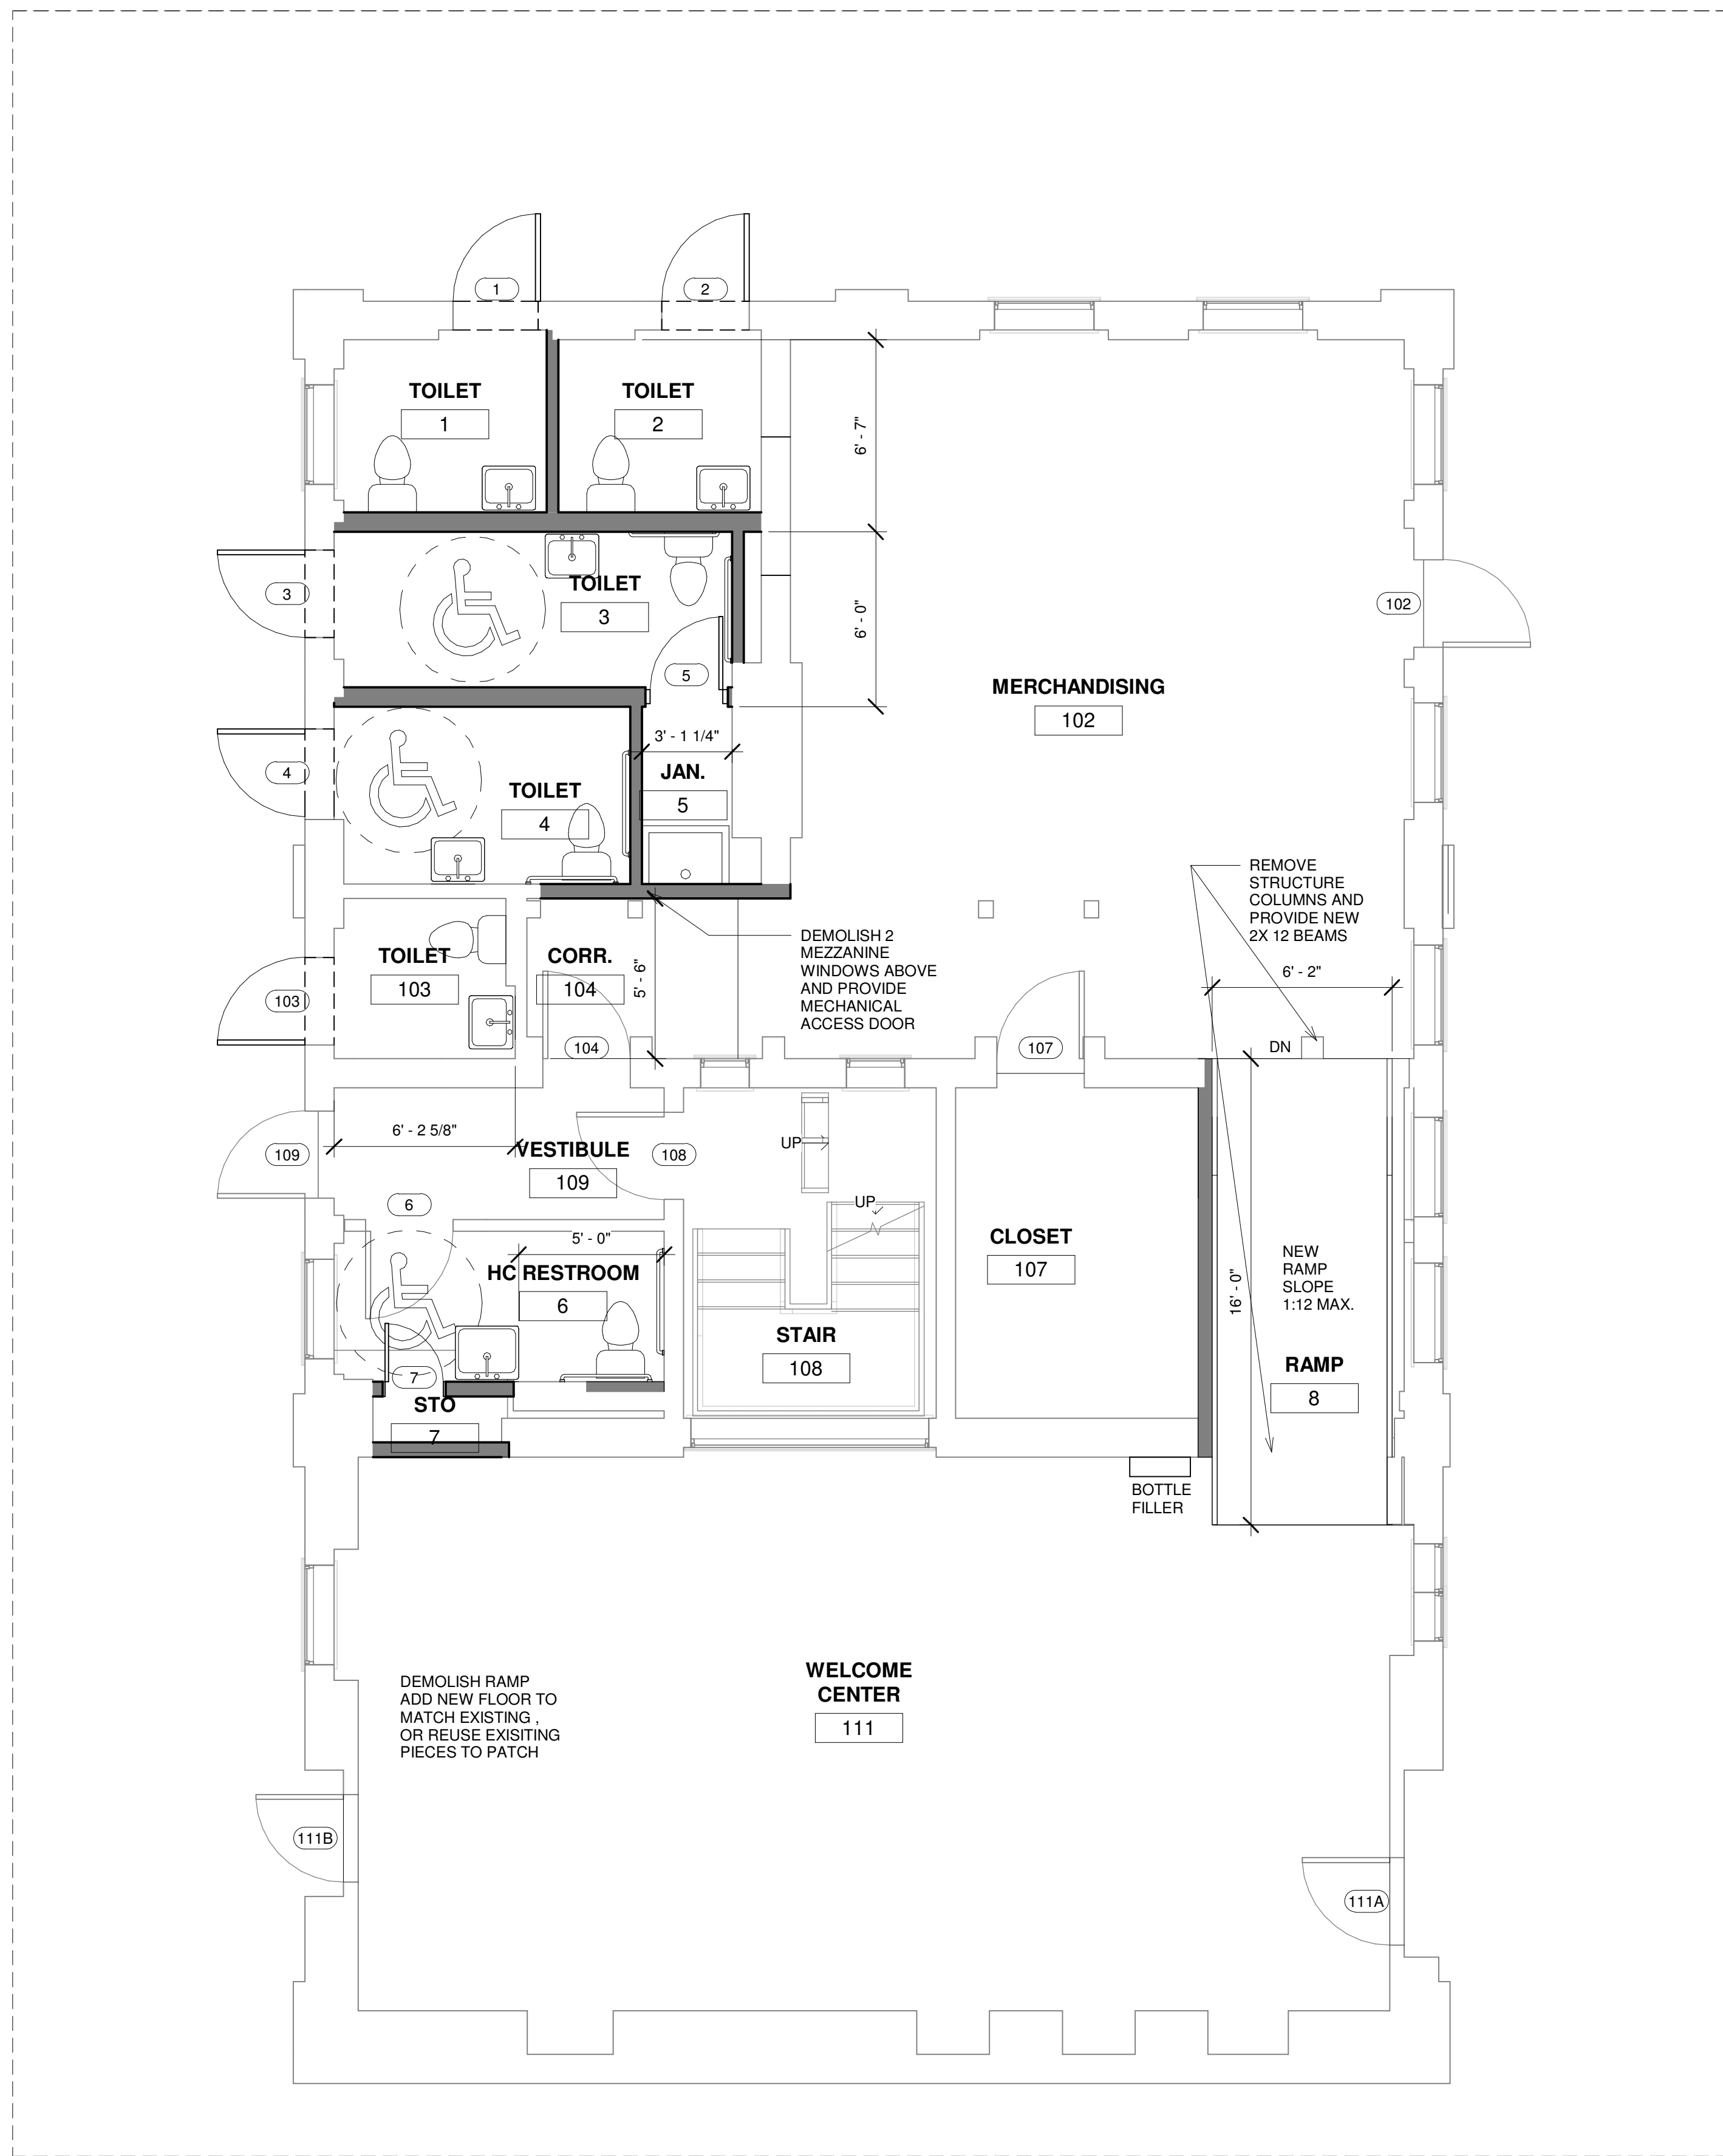 1
2
TOILET
1
TOILET
2
6' - 7"
3
TOILET
3
6' - 0"
102
5
MERCHANDISING
102
4
3' - 1 1/4"
JAN.
5
TOILET
4
REMOVE
STRUCTURE
COLUMNS AND
PROVIDE NEW
2X 12 BEAMS
DEMOLISH 2
MEZZANINE
WINDOWS ABOVE
AND PROVIDE
MECHANICAL
ACCESS DOOR
TOILET
103
CORR.
104
5' - 6"
6' - 2"
103
104
107
DN
6' - 2 5/8"
109
VESTIBULE
109
108
UP
UP
6
5' - 0"
HC RESTROOM
6
CLOSET
107
16' - 0"
NEW
RAMP
SLOPE
1:12 MAX.
STAIR
108
RAMP
8
7
STO
7
BOTTLE
FILLER
WELCOME
CENTER
111
DEMOLISH RAMP
ADD NEW FLOOR TO
MATCH EXISTING ,
OR REUSE EXISITING
PIECES TO PATCH
111B
111A